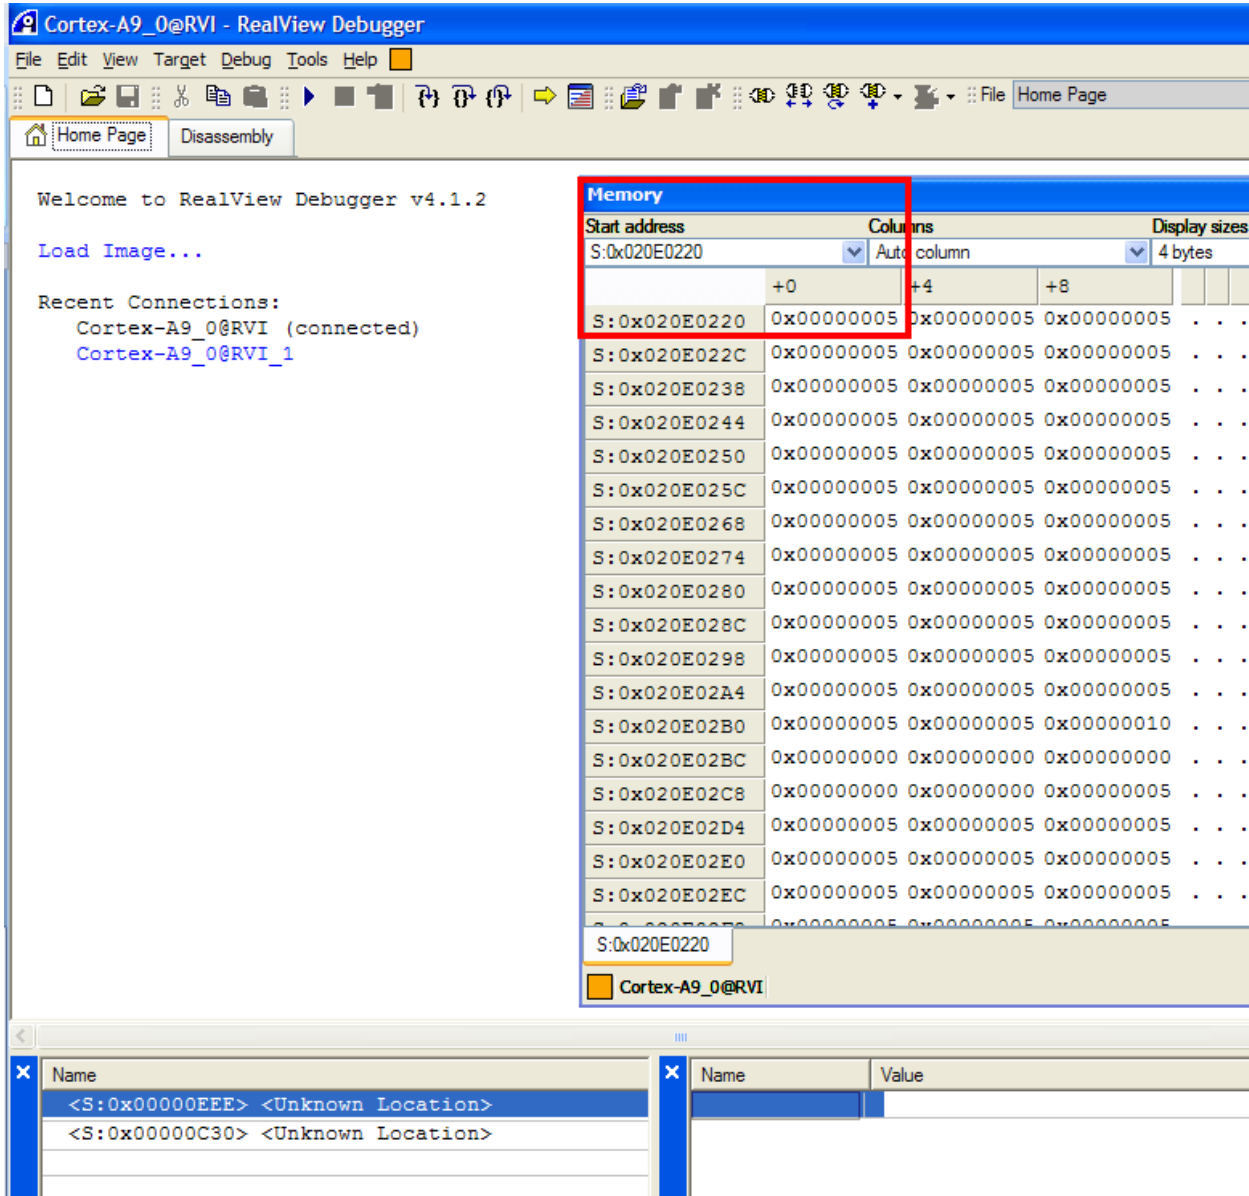 Cortex-A9_0@RVI - RealView Debugger
File Edit View Target Debug Tools Help
File Home Page
Home Page Disassembly
Welcome to RealView Debugger v4.1.2
Load Image...
Recent Connections:
Cortex-A9_0@RVI (connected)
Cortex-A9_0@RVI_1
Memory
Start address Columns Display sizes
S:0x020E0220 Auto column 4 bytes
+0 +4 +8
S:0x020E0220 0x00000005 0x00000005 0x00000005 . . .
S:0x020E022C 0x00000005 0x00000005 0x00000005 . . .
S:0x020E0238 0x00000005 0x00000005 0x00000005 . . .
S:0x020E0244 0x00000005 0x00000005 0x00000005 . . .
S:0x020E0250 0x00000005 0x00000005 0x00000005 . . .
S:0x020E025C 0x00000005 0x00000005 0x00000005 . . .
S:0x020E0268 0x00000005 0x00000005 0x00000005 . . .
S:0x020E0274 0x00000005 0x00000005 0x00000005 . . .
S:0x020E0280 0x00000005 0x00000005 0x00000005 . . .
S:0x020E028C 0x00000005 0x00000005 0x00000005 . . .
S:0x020E0298 0x00000005 0x00000005 0x00000005 . . .
S:0x020E02A4 0x00000005 0x00000005 0x00000005 . . .
S:0x020E02B0 0x00000005 0x00000005 0x00000010 . . .
S:0x020E02BC 0x00000000 0x00000000 0x00000000 . . .
S:0x020E02C8 0x00000000 0x00000000 0x00000005 . . .
S:0x020E02D4 0x00000005 0x00000005 0x00000005 . . .
S:0x020E02E0 0x00000005 0x00000005 0x00000005 . . .
S:0x020E02EC 0x00000005 0x00000005 0x00000005 . . .
S:0x020E0220
Cortex-A9_0@RVI
Name
<S:0x00000EEE> <Unknown Location>
<S:0x00000C30> <Unknown Location>
Name Value